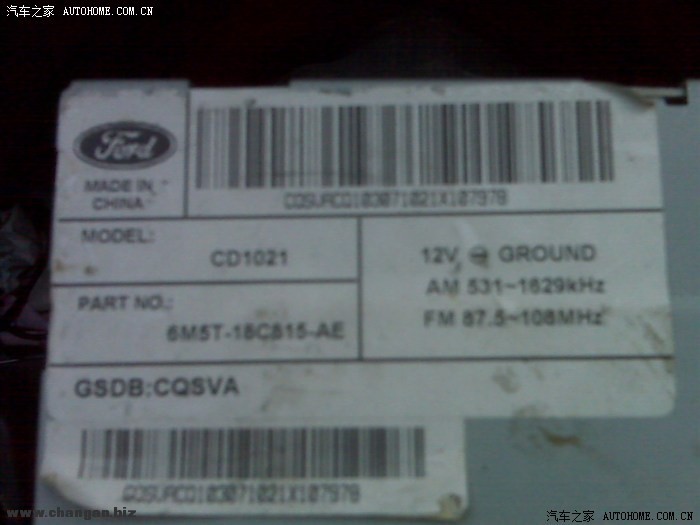 汽车之家 AUTOHOME.COM.CN
Ford
MADE IN
CHINA
CQSVACQ103071021X107978
MODEL:
CD1021
12V ⊖ GROUND
AM 531~1629kHz
FM 87.5~108MHz
PART NO.:
6M5T-18C815-AE
GSDB:CQSVA
CQSVACQ103071021X107978
www.changan.biz
汽车之家 AUTOHOME.COM.CN